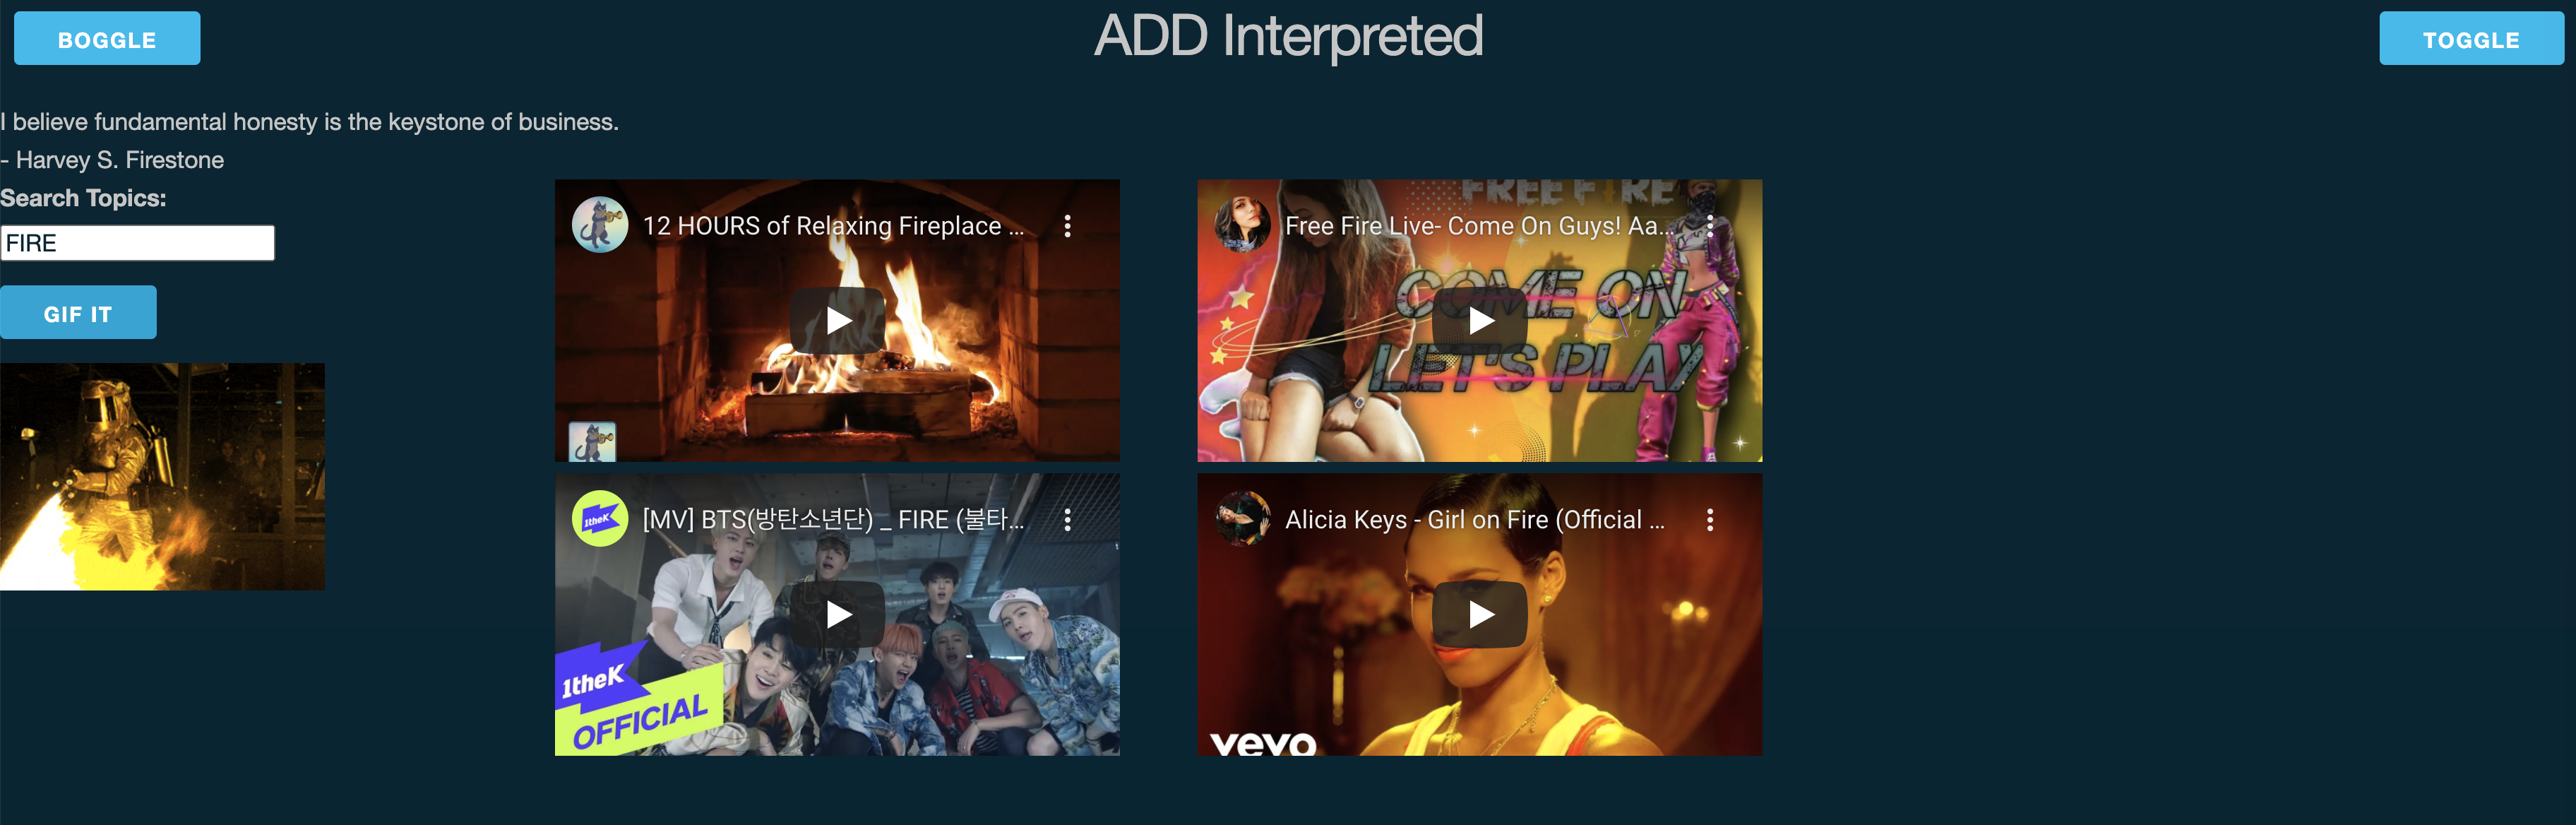 BOGGLE
ADD Interpreted
TOGGLE
I believe fundamental honesty is the keystone of business.
- Harvey S. Firestone
Search Topics:
FIRE
GIF IT
12 HOURS of Relaxing Fireplace ...
FREE FIRE
Free Fire Live- Come On Guys! Aa...
COME ON
LET'S PLAY
1theK
[MV] BTS(방탄소년단) _ FIRE (불타...
1theK
OFFICIAL
Alicia Keys - Girl on Fire (Official ...
vevo